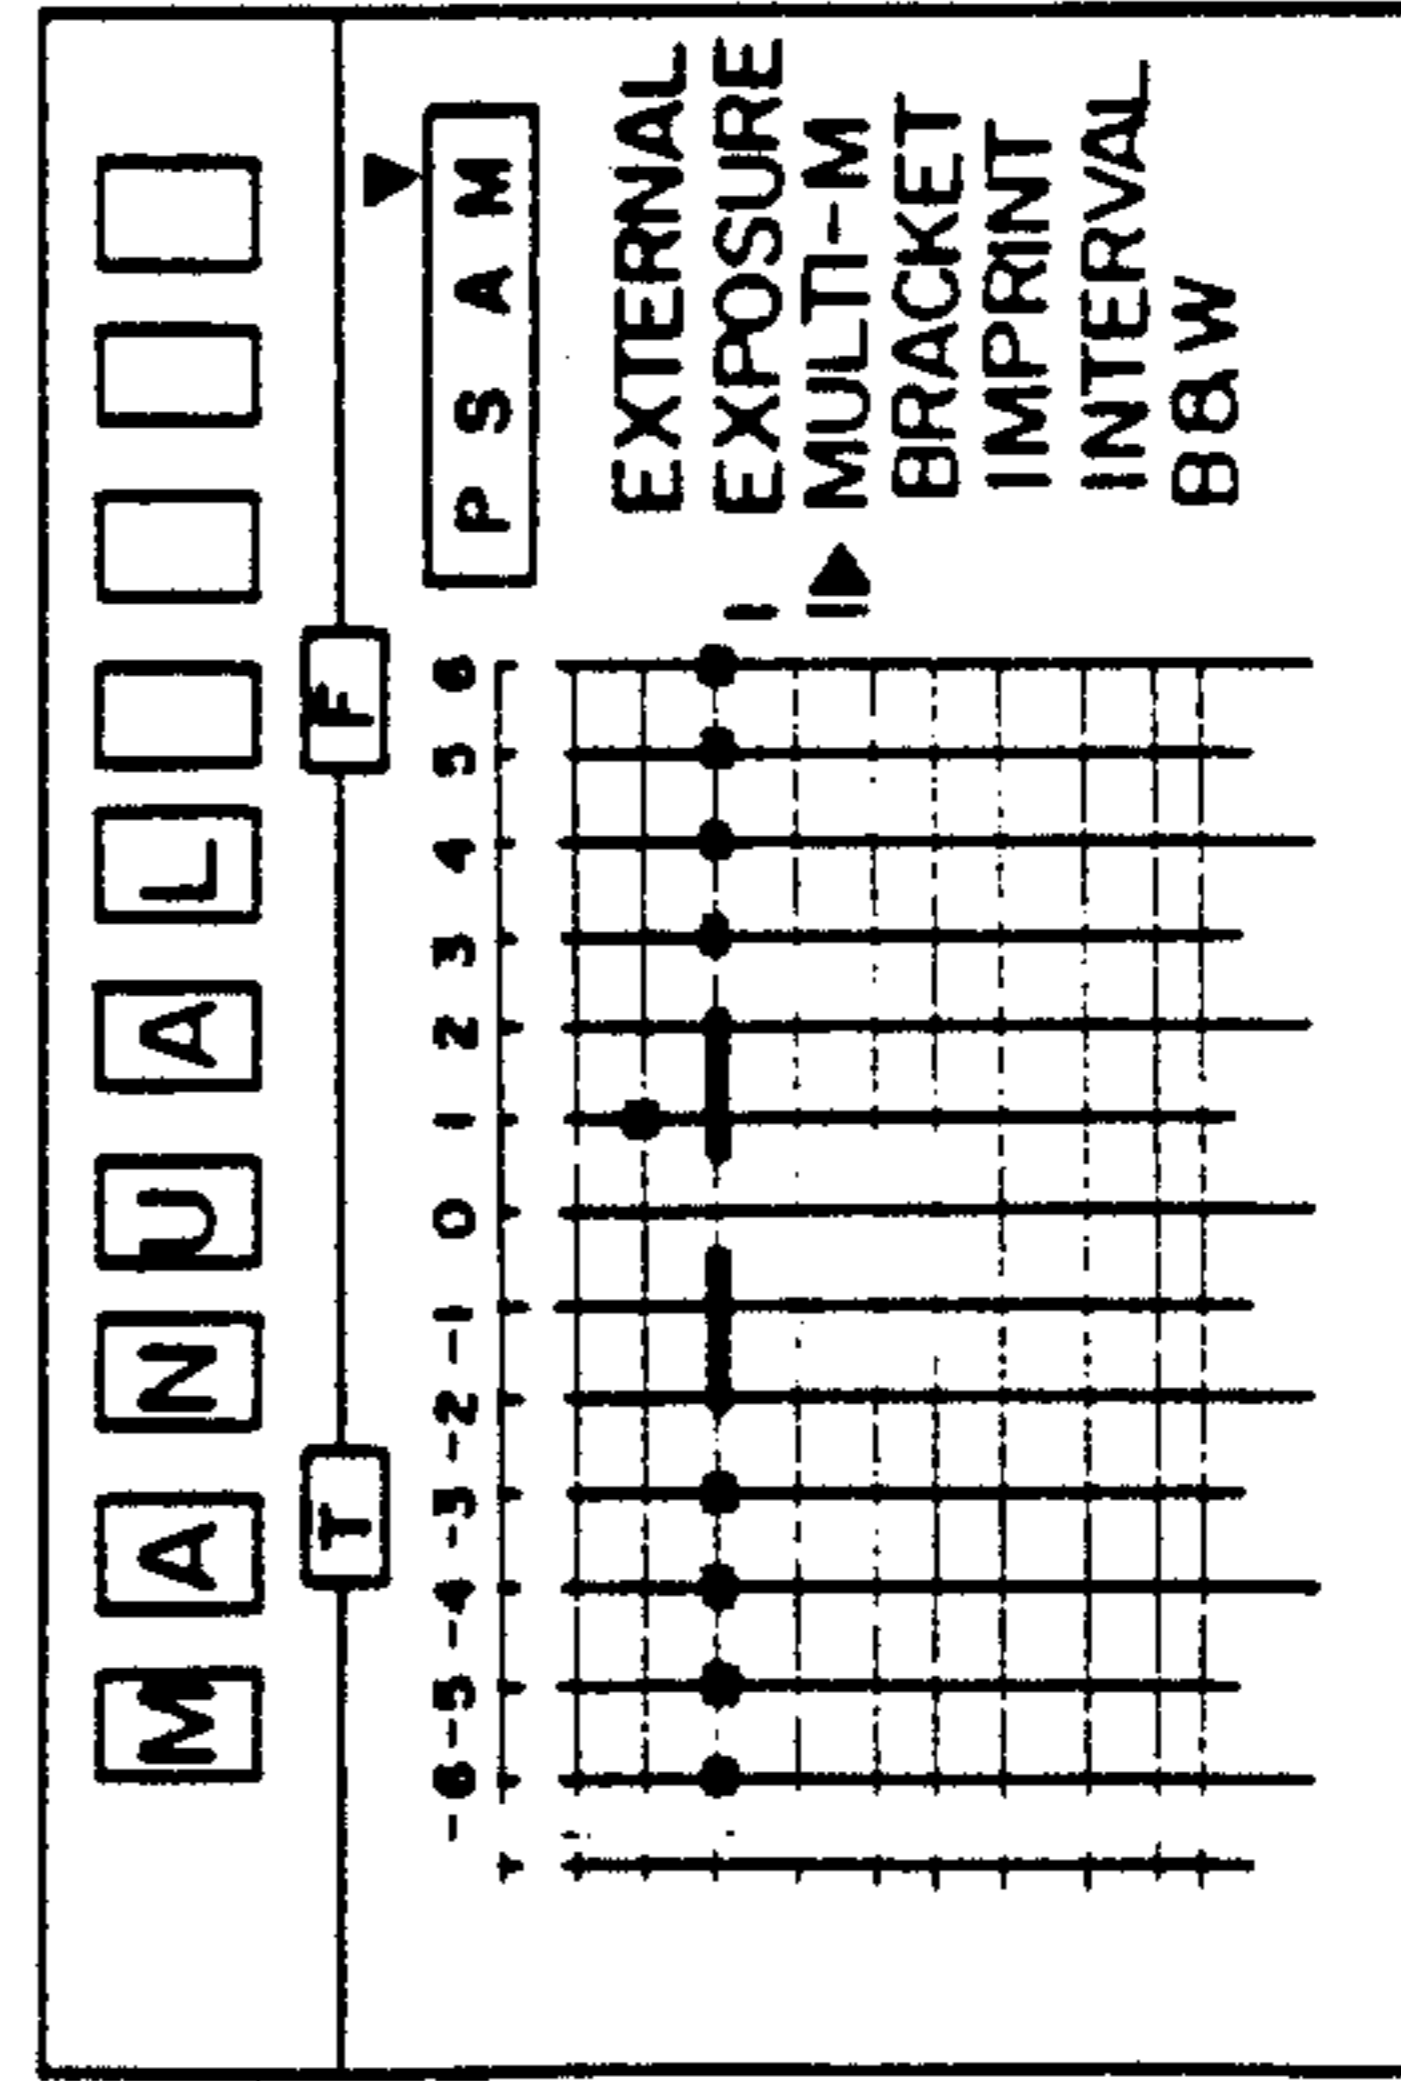 MANUAL
T F
P S A M
-6 -5 -4 -3 -2 -1 0 1 2 3 4 5 6
EXTERNAL
EXPOSURE
MULTI-M
BRACKET
IMPRINT
INTERVAL
B&W